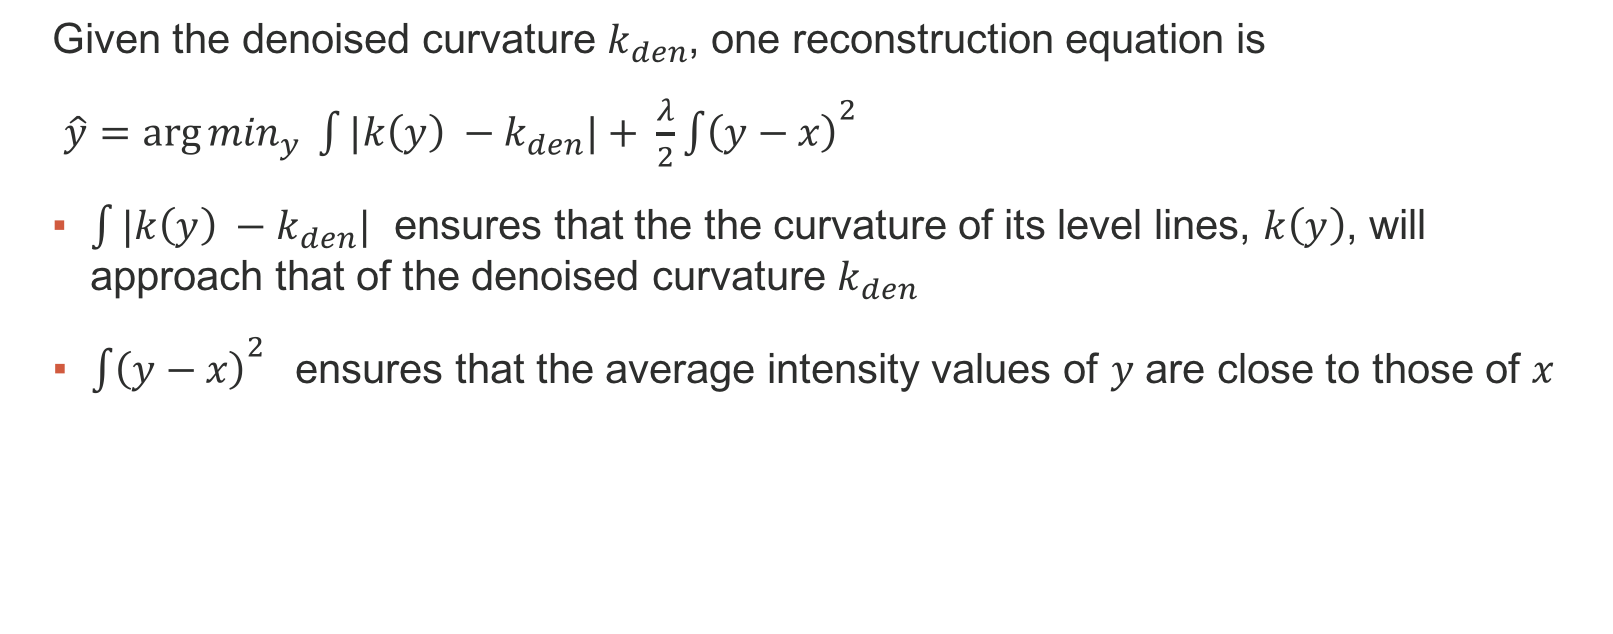 Given the denoised curvature k_den, one reconstruction equation is
ŷ = arg min_y ∫|k(y) − k_den| + λ/2 ∫(y − x)²
▪ ∫|k(y) − k_den| ensures that the the curvature of its level lines, k(y), will
approach that of the denoised curvature k_den
▪ ∫(y − x)² ensures that the average intensity values of y are close to those of x